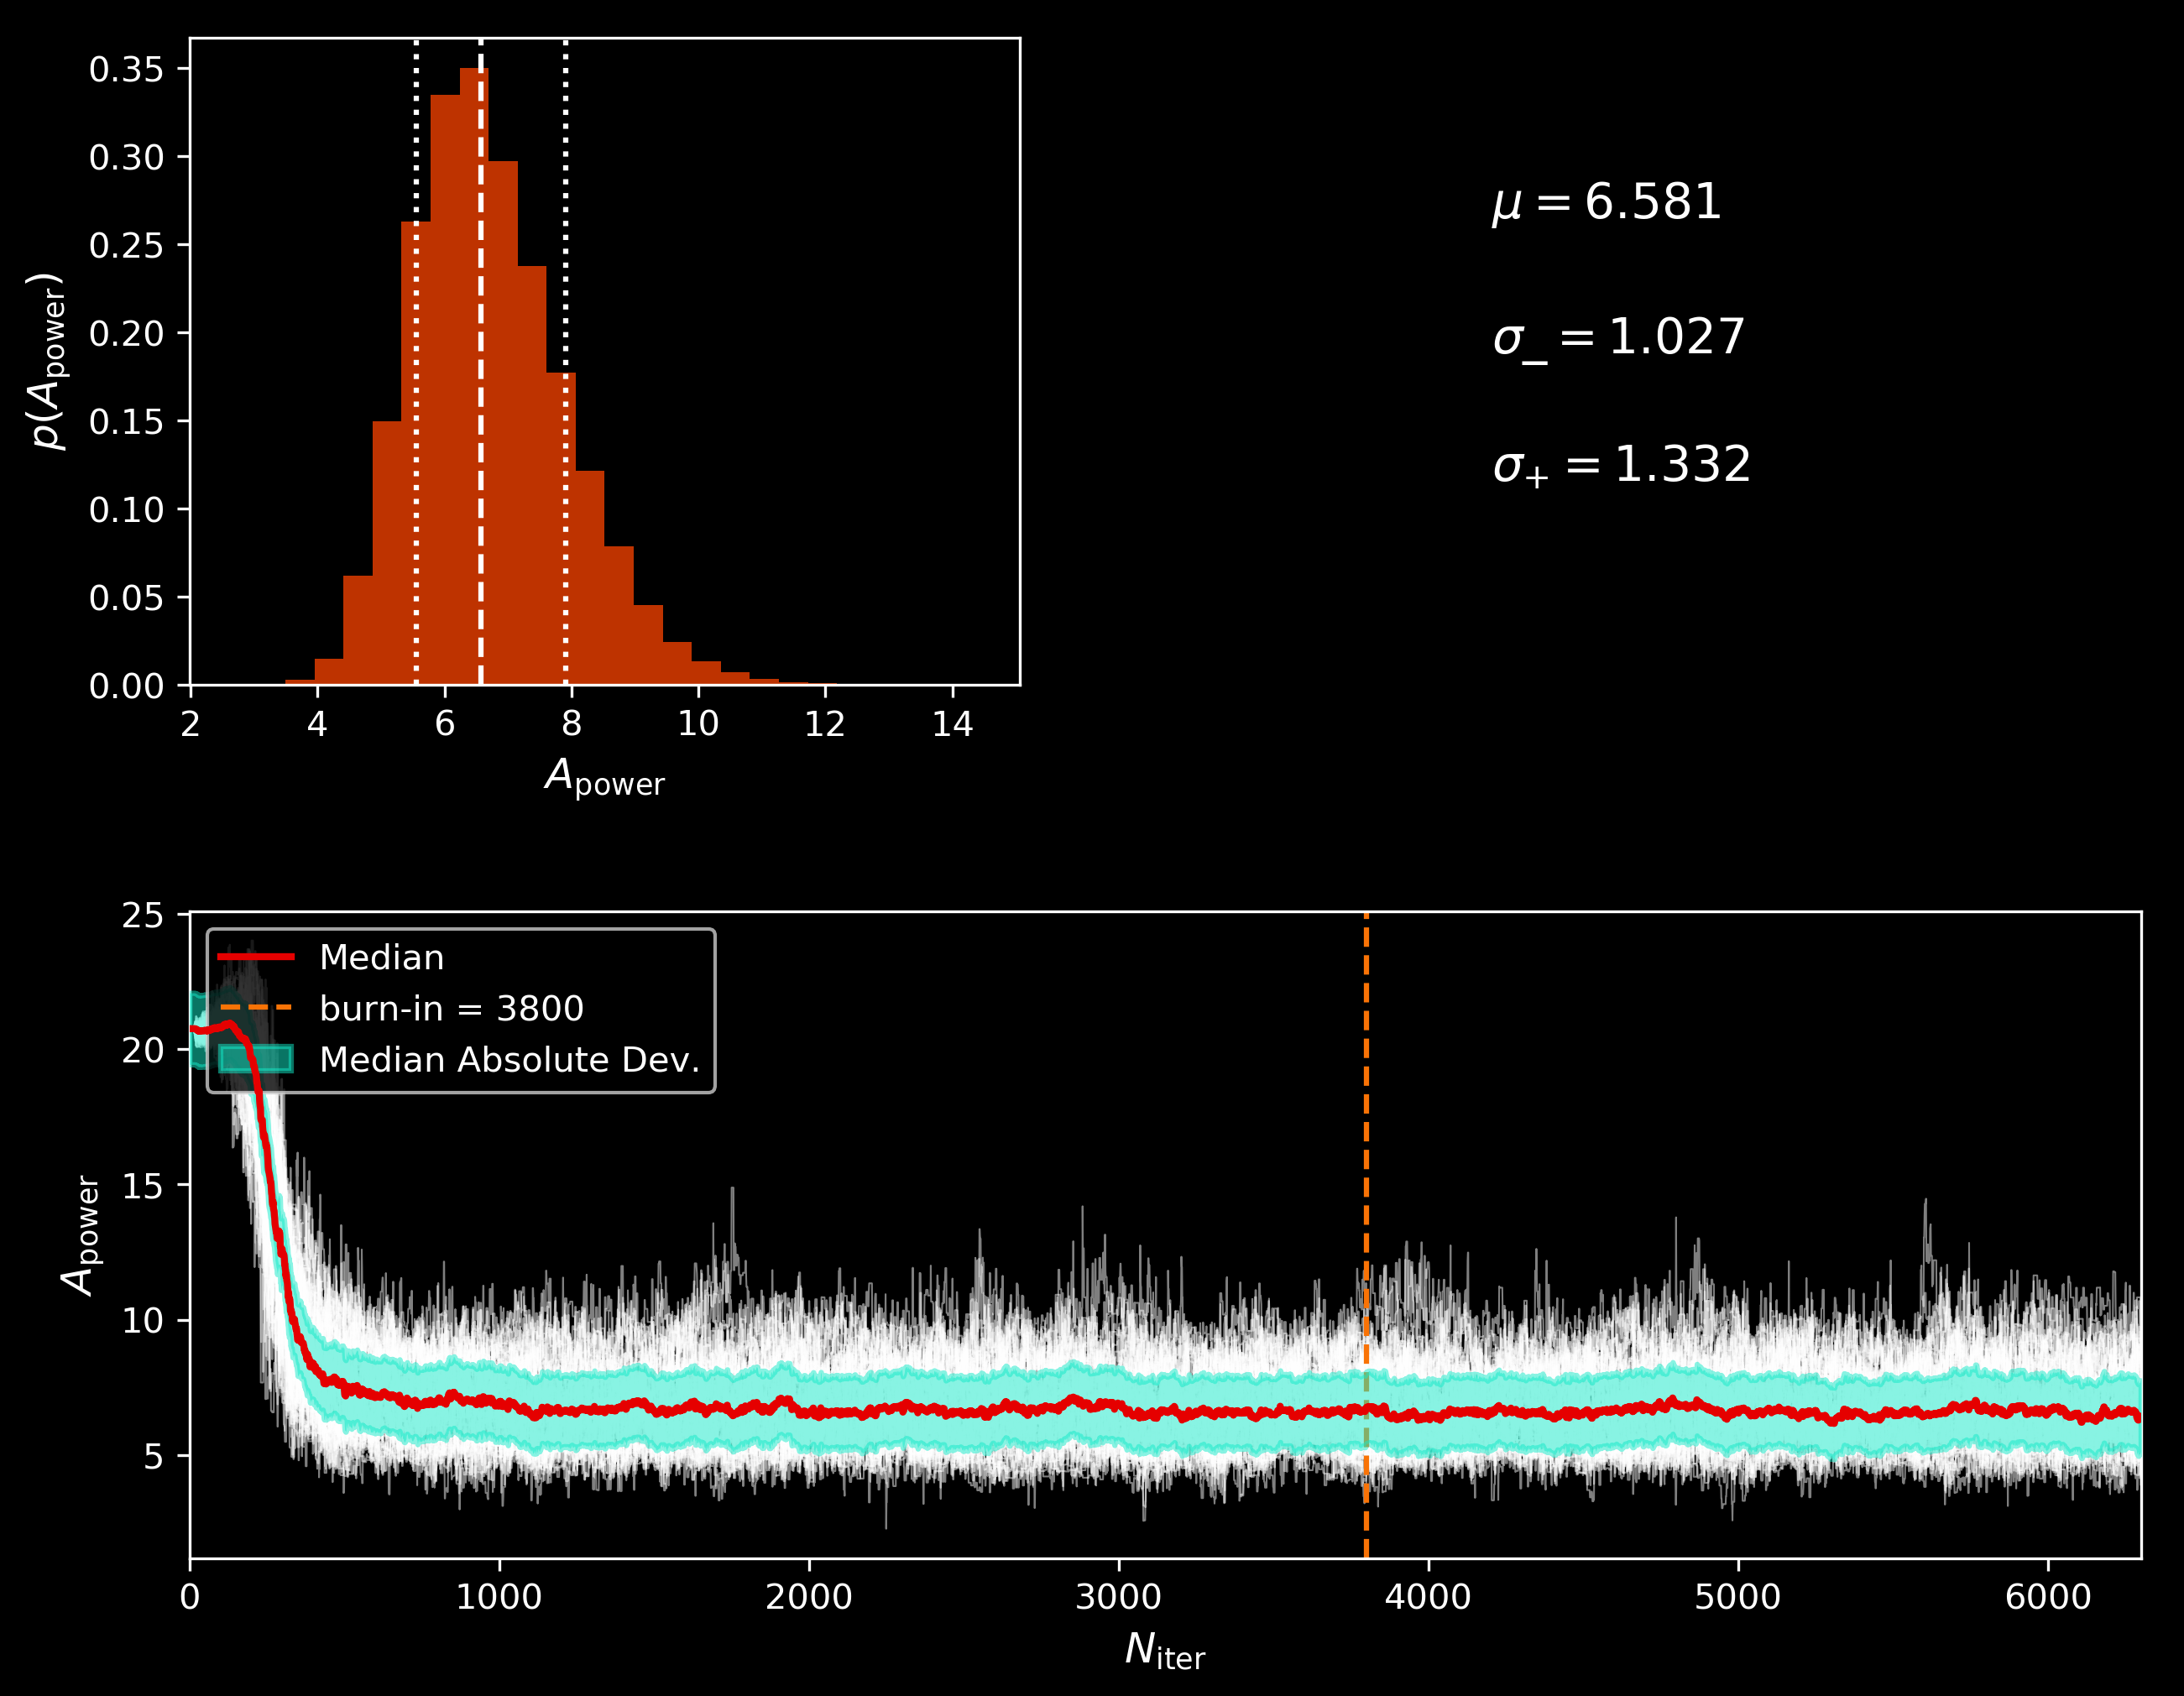 0.35
0.30
0.25
0.20
0.15
0.10
0.05
0.00
p(A_power)
2 4 6 8 10 12 14
A_power
μ = 6.581
σ_− = 1.027
σ_+ = 1.332
25
20
15
10
5
A_power
Median
burn-in = 3800
Median Absolute Dev.
0 1000 2000 3000 4000 5000 6000
N_iter